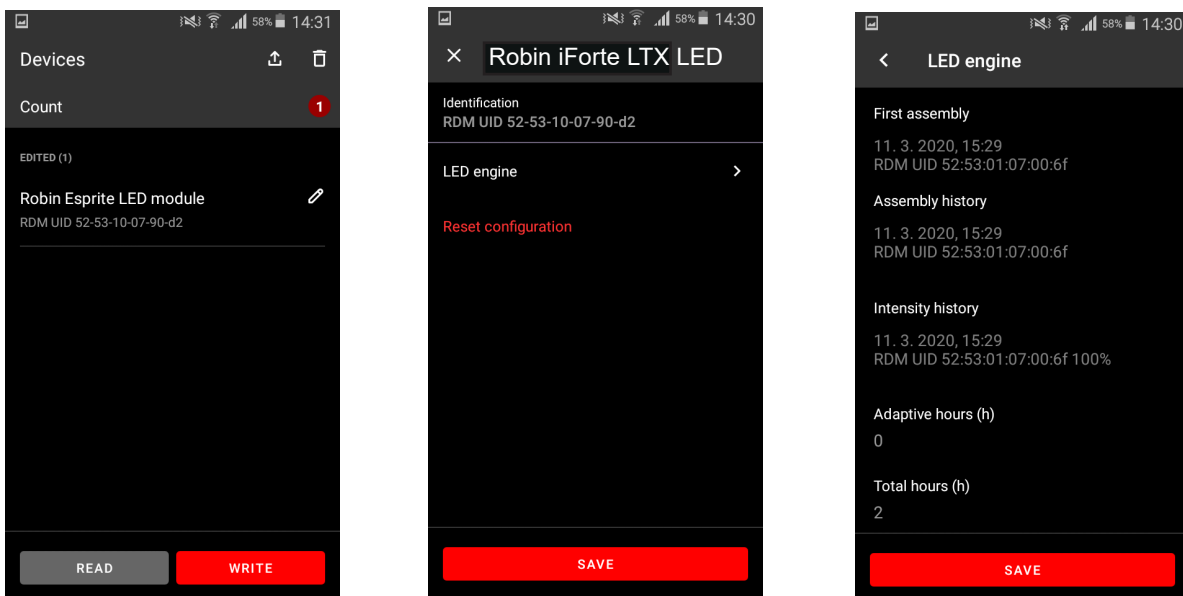 58% 14:31
Devices
Count
1
EDITED (1)
Robin Esprite LED module
RDM UID 52-53-10-07-90-d2
READ
WRITE
58% 14:30
Robin iForte LTX LED
Identification
RDM UID 52-53-10-07-90-d2
LED engine
Reset configuration
SAVE
58% 14:30
LED engine
First assembly
11. 3. 2020, 15:29
RDM UID 52:53:01:07:00:6f
Assembly history
11. 3. 2020, 15:29
RDM UID 52:53:01:07:00:6f
Intensity history
11. 3. 2020, 15:29
RDM UID 52:53:01:07:00:6f 100%
Adaptive hours (h)
0
Total hours (h)
2
SAVE